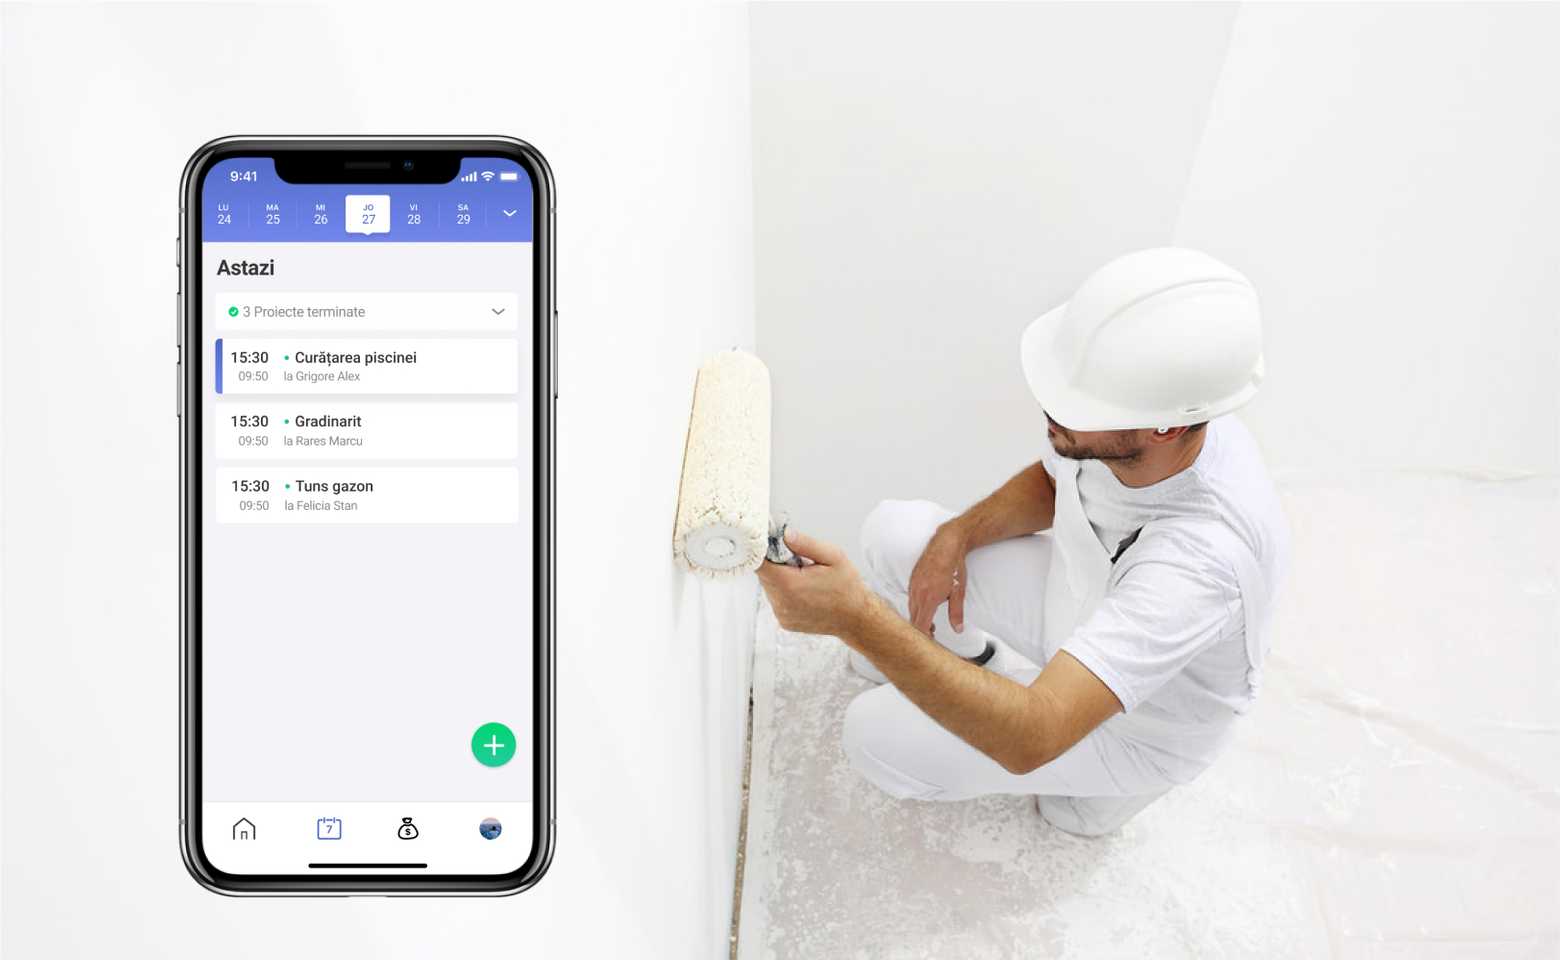 9:41
LU MA MI JO VI SA
24 25 26 27 28 29
Astazi
3 Proiecte terminate
15:30 • Curățarea piscinei
09:50 la Grigore Alex
15:30 • Gradinarit
09:50 la Rares Marcu
15:30 • Tuns gazon
09:50 la Felicia Stan
7 $